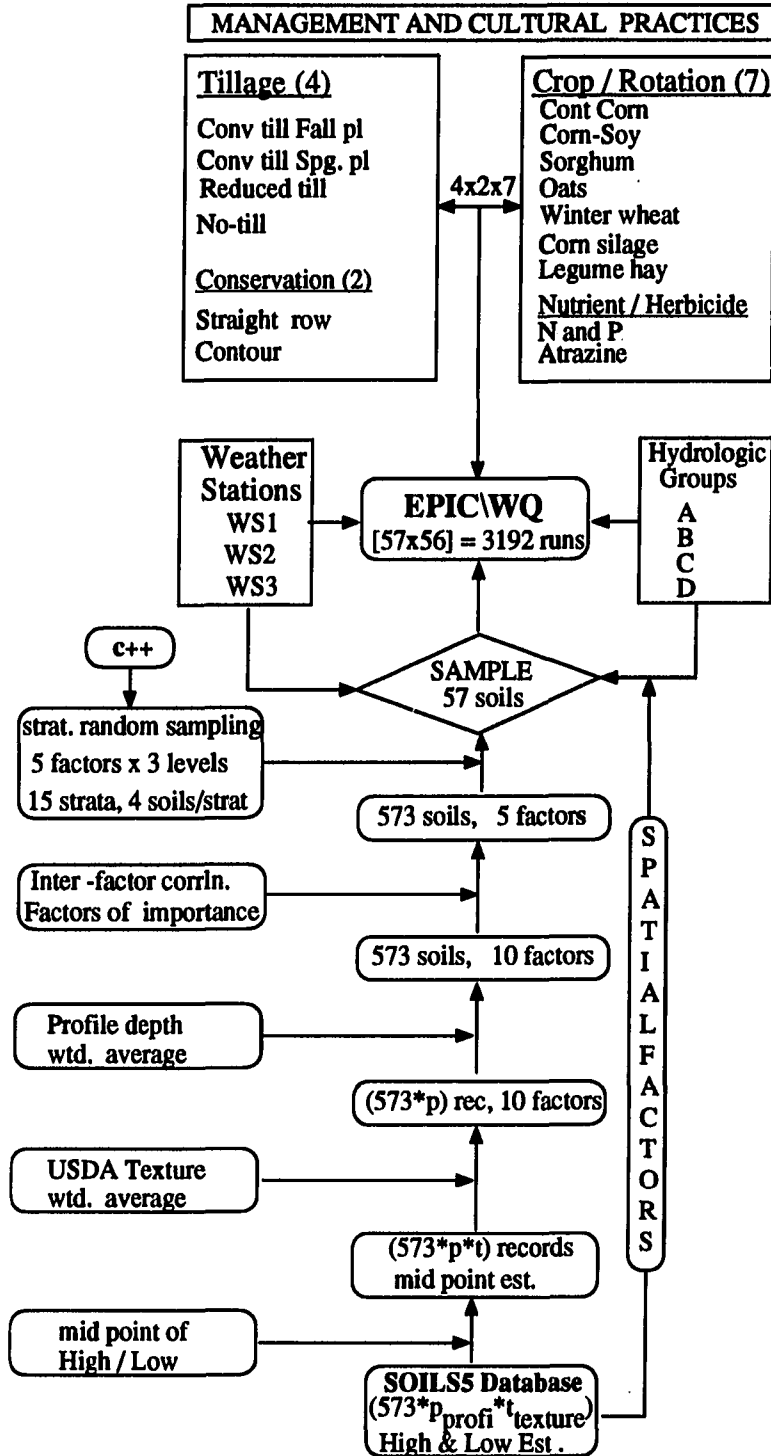 MANAGEMENT AND CULTURAL PRACTICES
Tillage (4)
Conv till Fall pl
Conv till Spg. pl
Reduced till
No-till
Conservation (2)
Straight row
Contour
4x2x7
Crop / Rotation (7)
Cont Corn
Corn-Soy
Sorghum
Oats
Winter wheat
Corn silage
Legume hay
Nutrient / Herbicide
N and P
Atrazine
Weather
Stations
WS1
WS2
WS3
EPIC\WQ
[57x56] = 3192 runs
Hydrologic
Groups
A
B
C
D
c++
SAMPLE
57 soils
strat. random sampling
5 factors x 3 levels
15 strata, 4 soils/strat
573 soils, 5 factors
Inter -factor corrln.
Factors of importance
573 soils, 10 factors
Profile depth
wtd. average
(573*p) rec, 10 factors
USDA Texture
wtd. average
(573*p*t) records
mid point est.
mid point of
High / Low
SOILS5 Database
(573*p profi*t texture)
High & Low Est .
SPATIALFACTORS